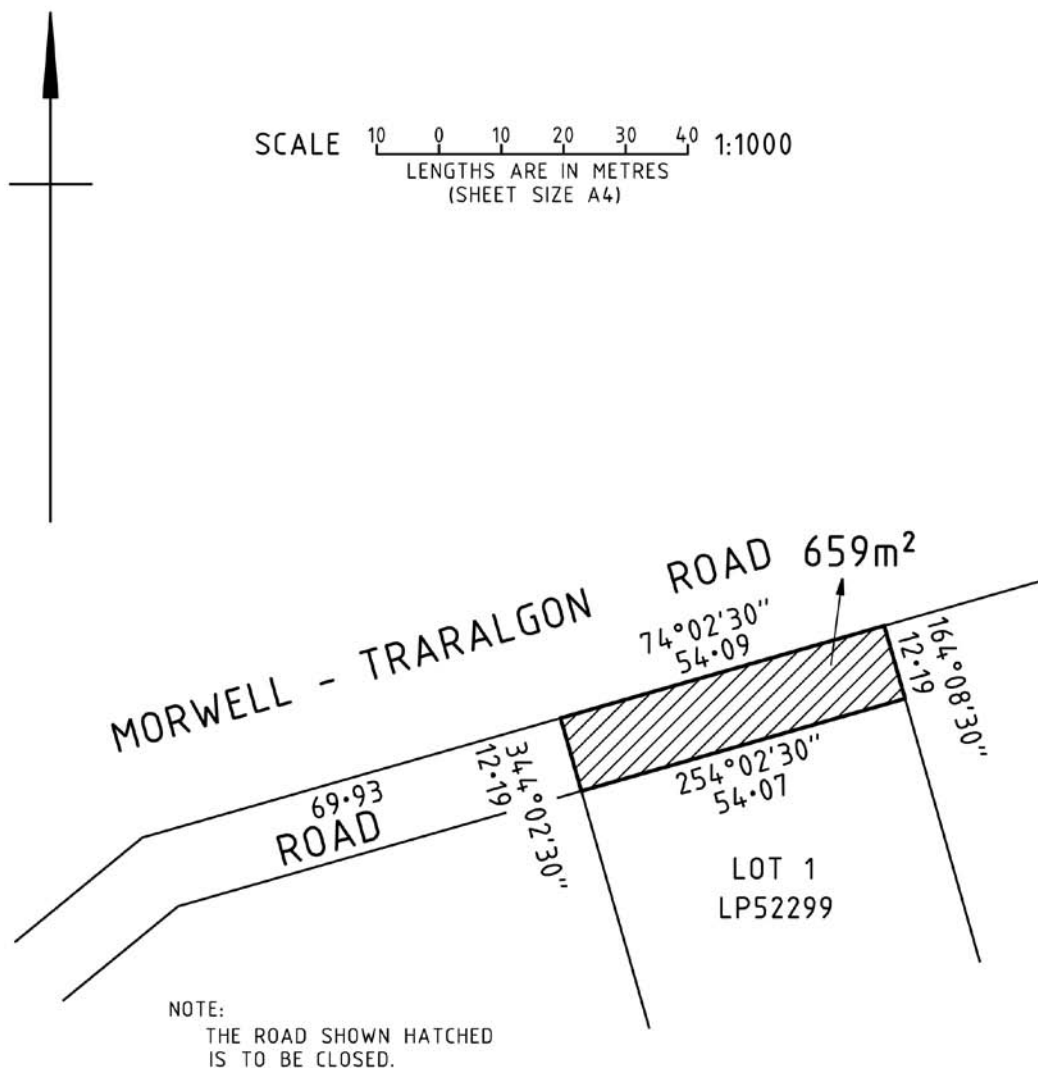 SCALE 10 0 10 20 30 40 1:1000
LENGTHS ARE IN METRES
(SHEET SIZE A4)
MORWELL - TRARALGON ROAD
659m²
74°02'30"
54·09
164°08'30"
12·19
254°02'30"
54·07
344°02'30"
12·19
69·93
ROAD
LOT 1
LP52299
NOTE:
THE ROAD SHOWN HATCHED
IS TO BE CLOSED.